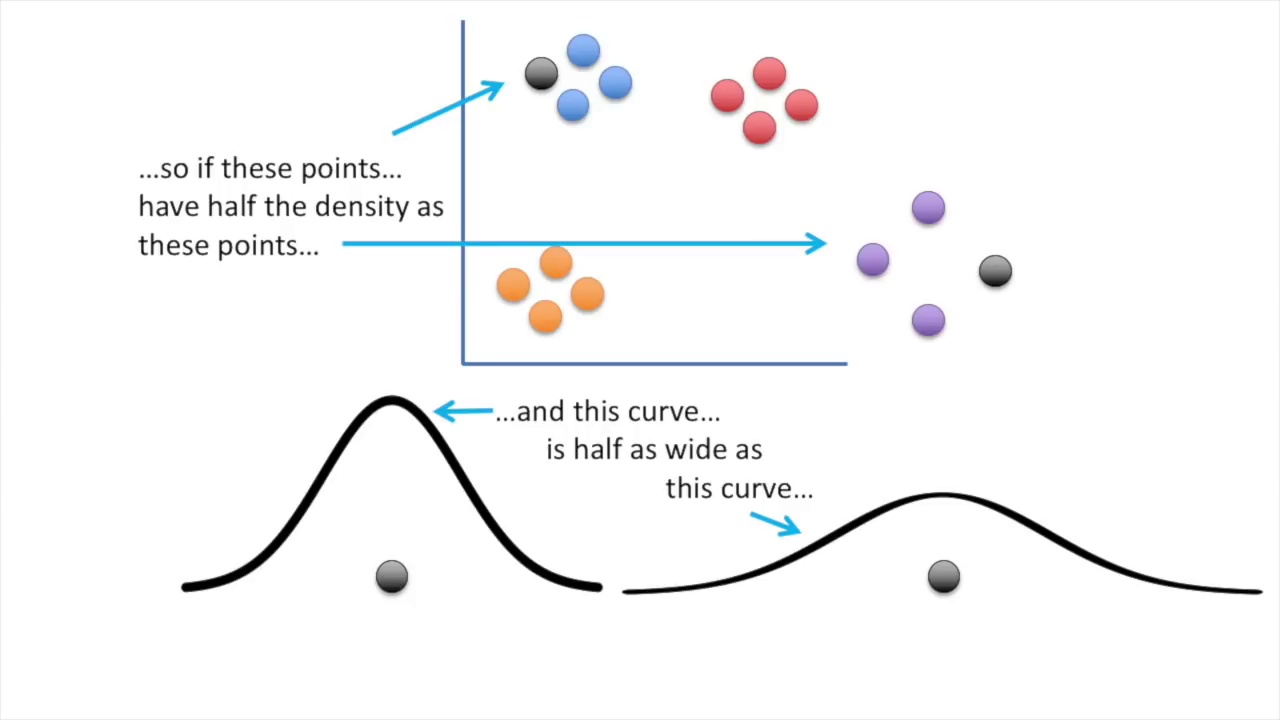 ...so if these points...
have half the density as
these points...
...and this curve...
is half as wide as
this curve...